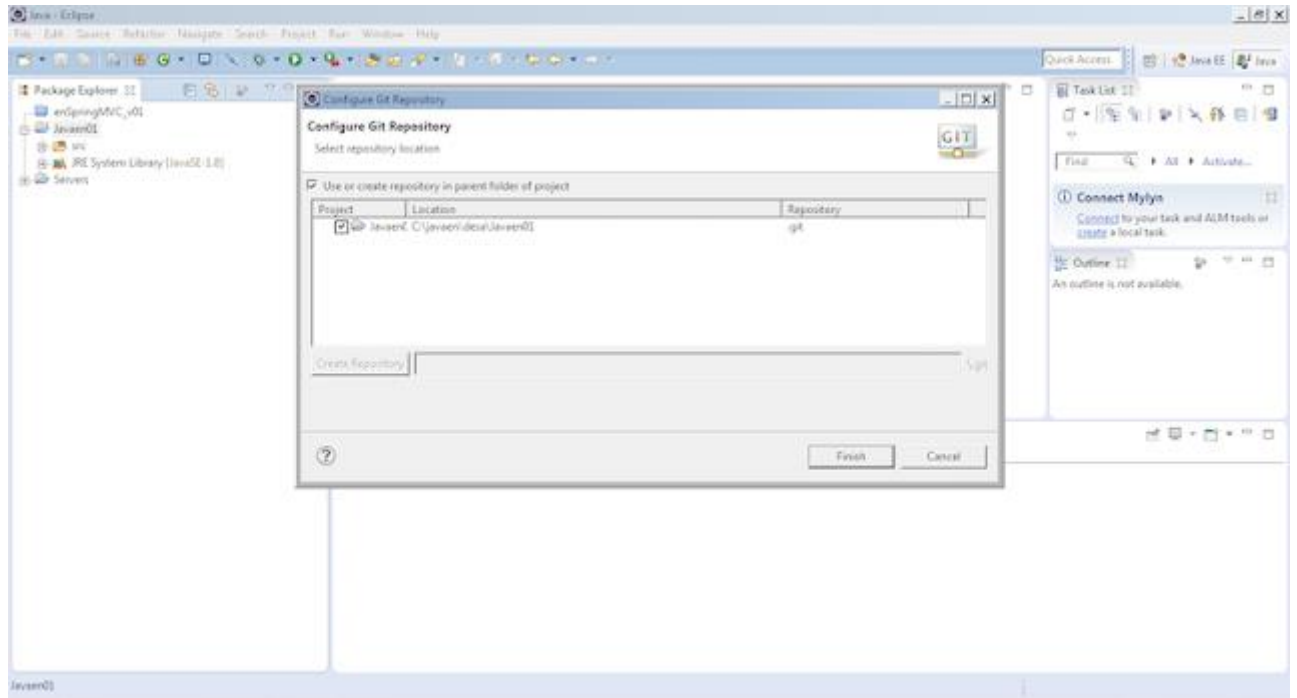 Java - Eclipse
File Edit Source Refactor Navigate Search Project Run Window Help
Quick Access
Java EE
Java
Package Explorer
enSpringMVC_v01
Javaen01
src
JRE System Library [JavaSE-1.8]
Servers
Configure Git Repository
Configure Git Repository
Select repository location
GIT
Use or create repository in parent folder of project
Project Location Repository
Javaen0 C:\javaen\desa\Javaen01 .git
Create Repository
\.git
?
Finish Cancel
Task List
Find All Activate...
Connect Mylyn
Connect to your task and ALM tools or
create a local task.
Outline
An outline is not available.
Javaen01